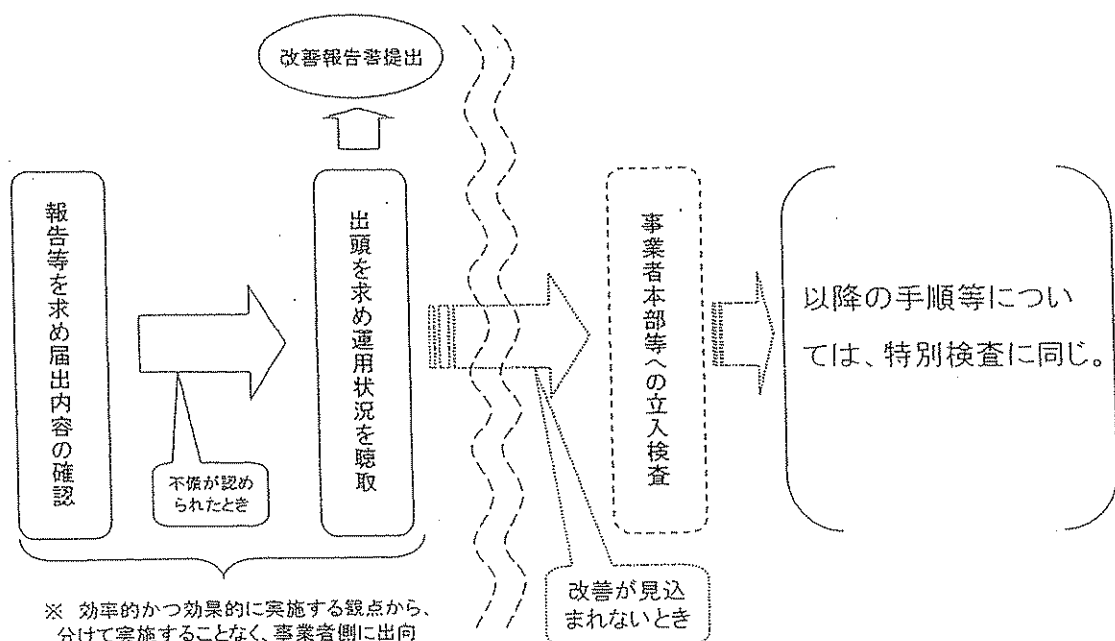 改善報告書提出
報告等を求め届出内容の確認
不備が認め
られたとき
出頭を求め運用状況を聴取
事業者本部等への立入検査
改善が見込
まれないとき
以降の手順等につい
ては、特別検査に同じ。
※ 効率的かつ効果的に実施する観点から、
分けて実施することなく、事業者側に出向